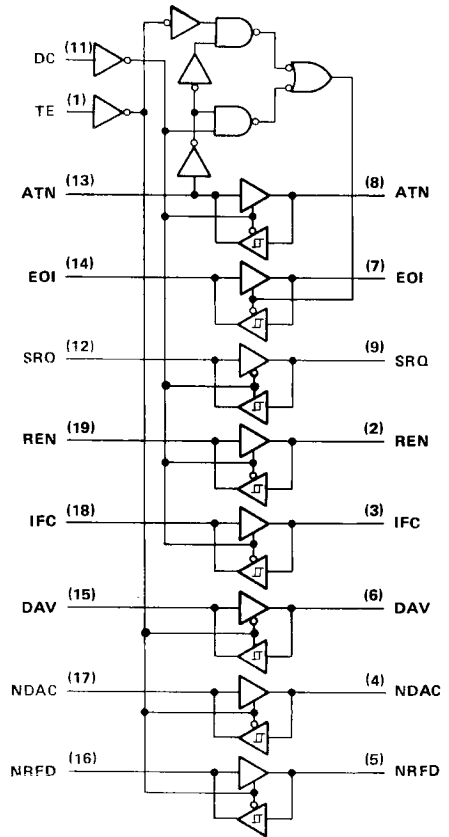 DC (11)
TE (1)
ATN (13) (8) ATN
EOI (14) (7) EOI
SRQ (12) (9) SRQ
REN (19) (2) REN
IFC (18) (3) IFC
DAV (15) (6) DAV
NDAC (17) (4) NDAC
NRFD (16) (5) NRFD